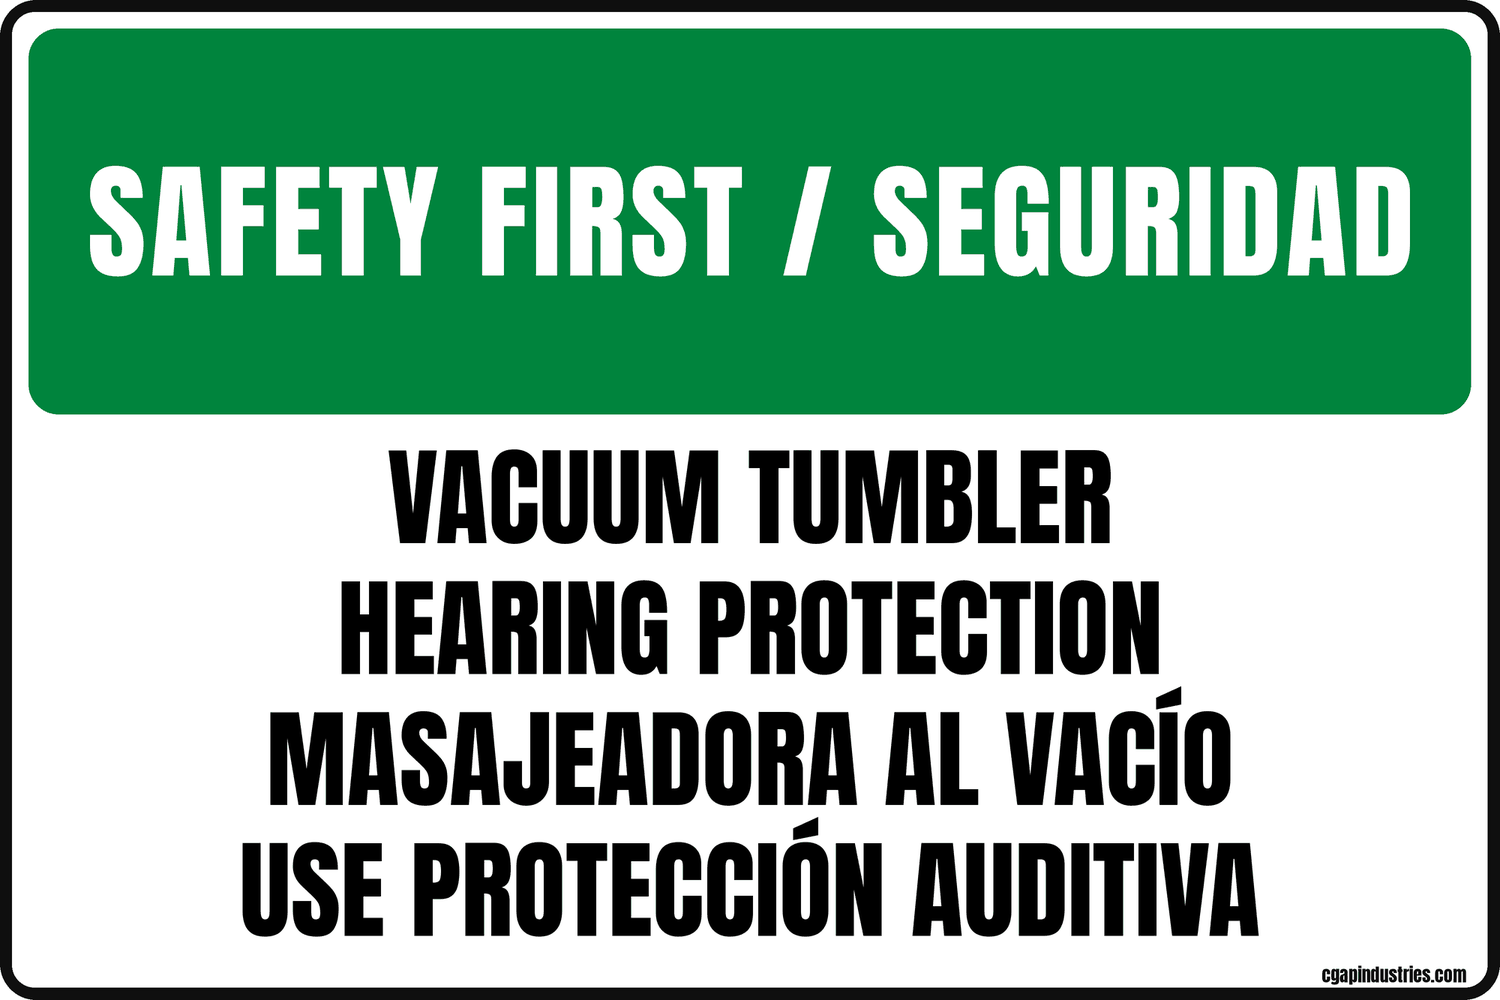 SAFETY FIRST / SEGURIDAD
VACUUM TUMBLER
HEARING PROTECTION
MASAJEADORA AL VACÍO
USE PROTECCIÓN AUDITIVA
cgapindustries.com